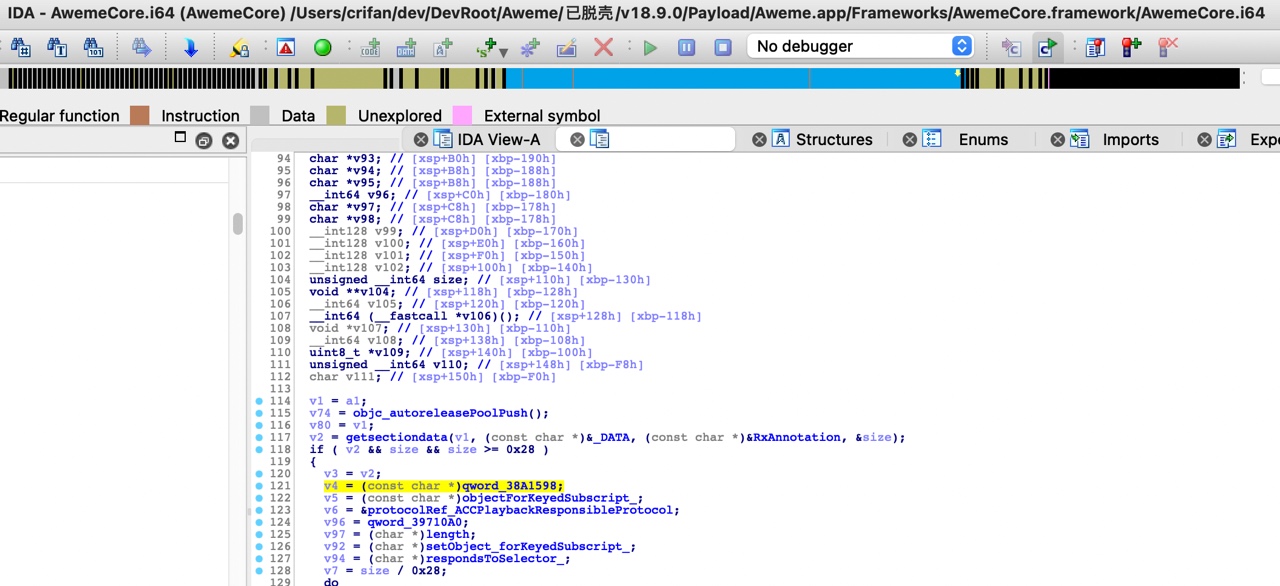 IDA - AwemeCore.i64 (AwemeCore) /Users/crifan/dev/DevRoot/Aweme/已脱壳/v18.9.0/Payload/Aweme.app/Frameworks/AwemeCore.framework/AwemeCore.i64
No debugger
Regular function Instruction Data Unexplored External symbol
IDA View-A Structures Enums Imports Expo
94 char *v93; // [xsp+B0h] [xbp-190h]
95 char *v94; // [xsp+B8h] [xbp-188h]
96 char *v95; // [xsp+B8h] [xbp-188h]
97 __int64 v96; // [xsp+C0h] [xbp-180h]
98 char *v97; // [xsp+C8h] [xbp-178h]
99 char *v98; // [xsp+C8h] [xbp-178h]
100 __int128 v99; // [xsp+D0h] [xbp-170h]
101 __int128 v100; // [xsp+E0h] [xbp-160h]
102 __int128 v101; // [xsp+F0h] [xbp-150h]
103 __int128 v102; // [xsp+100h] [xbp-140h]
104 unsigned __int64 size; // [xsp+110h] [xbp-130h]
105 void **v104; // [xsp+118h] [xbp-128h]
106 __int64 v105; // [xsp+120h] [xbp-120h]
107 __int64 (__fastcall *v106)(); // [xsp+128h] [xbp-118h]
108 void *v107; // [xsp+130h] [xbp-110h]
109 __int64 v108; // [xsp+138h] [xbp-108h]
110 uint8_t *v109; // [xsp+140h] [xbp-100h]
111 unsigned __int64 v110; // [xsp+148h] [xbp-F8h]
112 char v111; // [xsp+150h] [xbp-F0h]
113
114 v1 = a1;
115 v74 = objc_autoreleasePoolPush();
116 v80 = v1;
117 v2 = getsectiondata(v1, (const char *)&_DATA, (const char *)&RxAnnotation, &size);
118 if ( v2 && size && size >= 0x28 )
119 {
120 v3 = v2;
121 v4 = (const char *)qword_38A1598;
122 v5 = (const char *)objectForKeyedSubscript_;
123 v6 = &protocolRef_ACCPlaybackResponsibleProtocol;
124 v96 = qword_39710A0;
125 v97 = (char *)length;
126 v92 = (char *)setObject_forKeyedSubscript_;
127 v94 = (char *)respondsToSelector_;
128 v7 = size / 0x28;
129 do